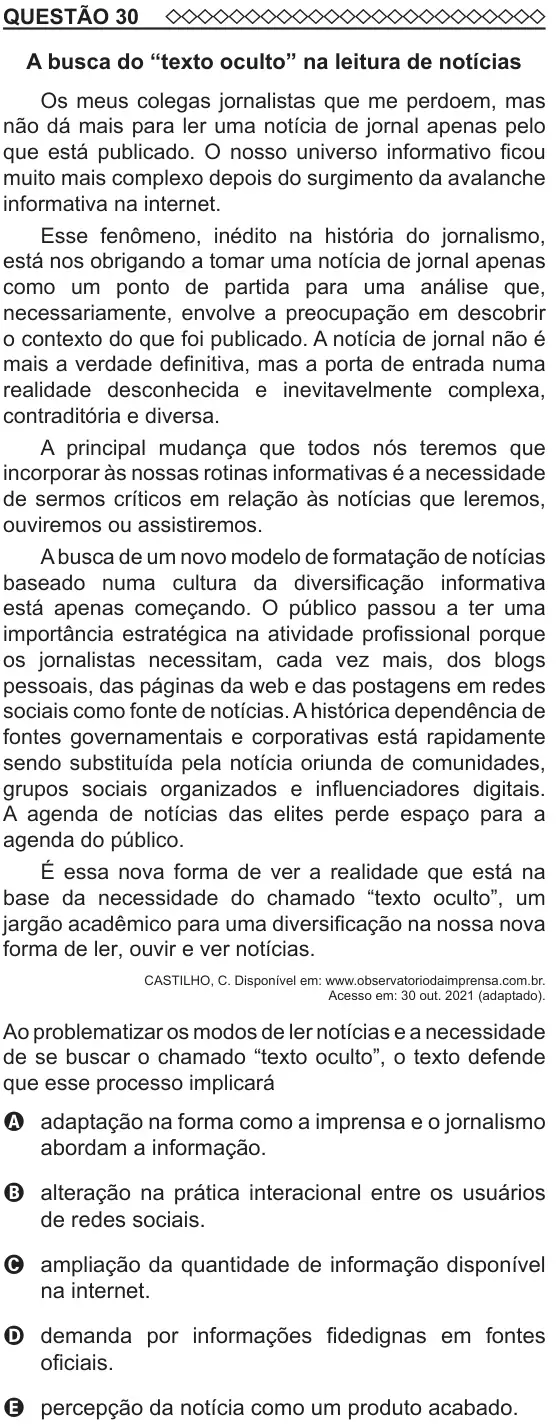 QUESTÃO 30
A busca do “texto oculto” na leitura de notícias
Os meus colegas jornalistas que me perdoem, mas
não dá mais para ler uma notícia de jornal apenas pelo
que está publicado. O nosso universo informativo ficou
muito mais complexo depois do surgimento da avalanche
informativa na internet.
Esse fenômeno, inédito na história do jornalismo,
está nos obrigando a tomar uma notícia de jornal apenas
como um ponto de partida para uma análise que,
necessariamente, envolve a preocupação em descobrir
o contexto do que foi publicado. A notícia de jornal não é
mais a verdade definitiva, mas a porta de entrada numa
realidade desconhecida e inevitavelmente complexa,
contraditória e diversa.
A principal mudança que todos nós teremos que
incorporar às nossas rotinas informativas é a necessidade
de sermos críticos em relação às notícias que leremos,
ouviremos ou assistiremos.
A busca de um novo modelo de formatação de notícias
baseado numa cultura da diversificação informativa
está apenas começando. O público passou a ter uma
importância estratégica na atividade profissional porque
os jornalistas necessitam, cada vez mais, dos blogs
pessoais, das páginas da web e das postagens em redes
sociais como fonte de notícias. A histórica dependência de
fontes governamentais e corporativas está rapidamente
sendo substituída pela notícia oriunda de comunidades,
grupos sociais organizados e influenciadores digitais.
A agenda de notícias das elites perde espaço para a
agenda do público.
É essa nova forma de ver a realidade que está na
base da necessidade do chamado “texto oculto”, um
jargão acadêmico para uma diversificação na nossa nova
forma de ler, ouvir e ver notícias.
CASTILHO, C. Disponível em: www.observatoriodaimprensa.com.br.
Acesso em: 30 out. 2021 (adaptado).
Ao problematizar os modos de ler notícias e a necessidade
de se buscar o chamado “texto oculto”, o texto defende
que esse processo implicará
A adaptação na forma como a imprensa e o jornalismo
abordam a informação.
B alteração na prática interacional entre os usuários
de redes sociais.
C ampliação da quantidade de informação disponível
na internet.
D demanda por informações fidedignas em fontes
oficiais.
E percepção da notícia como um produto acabado.